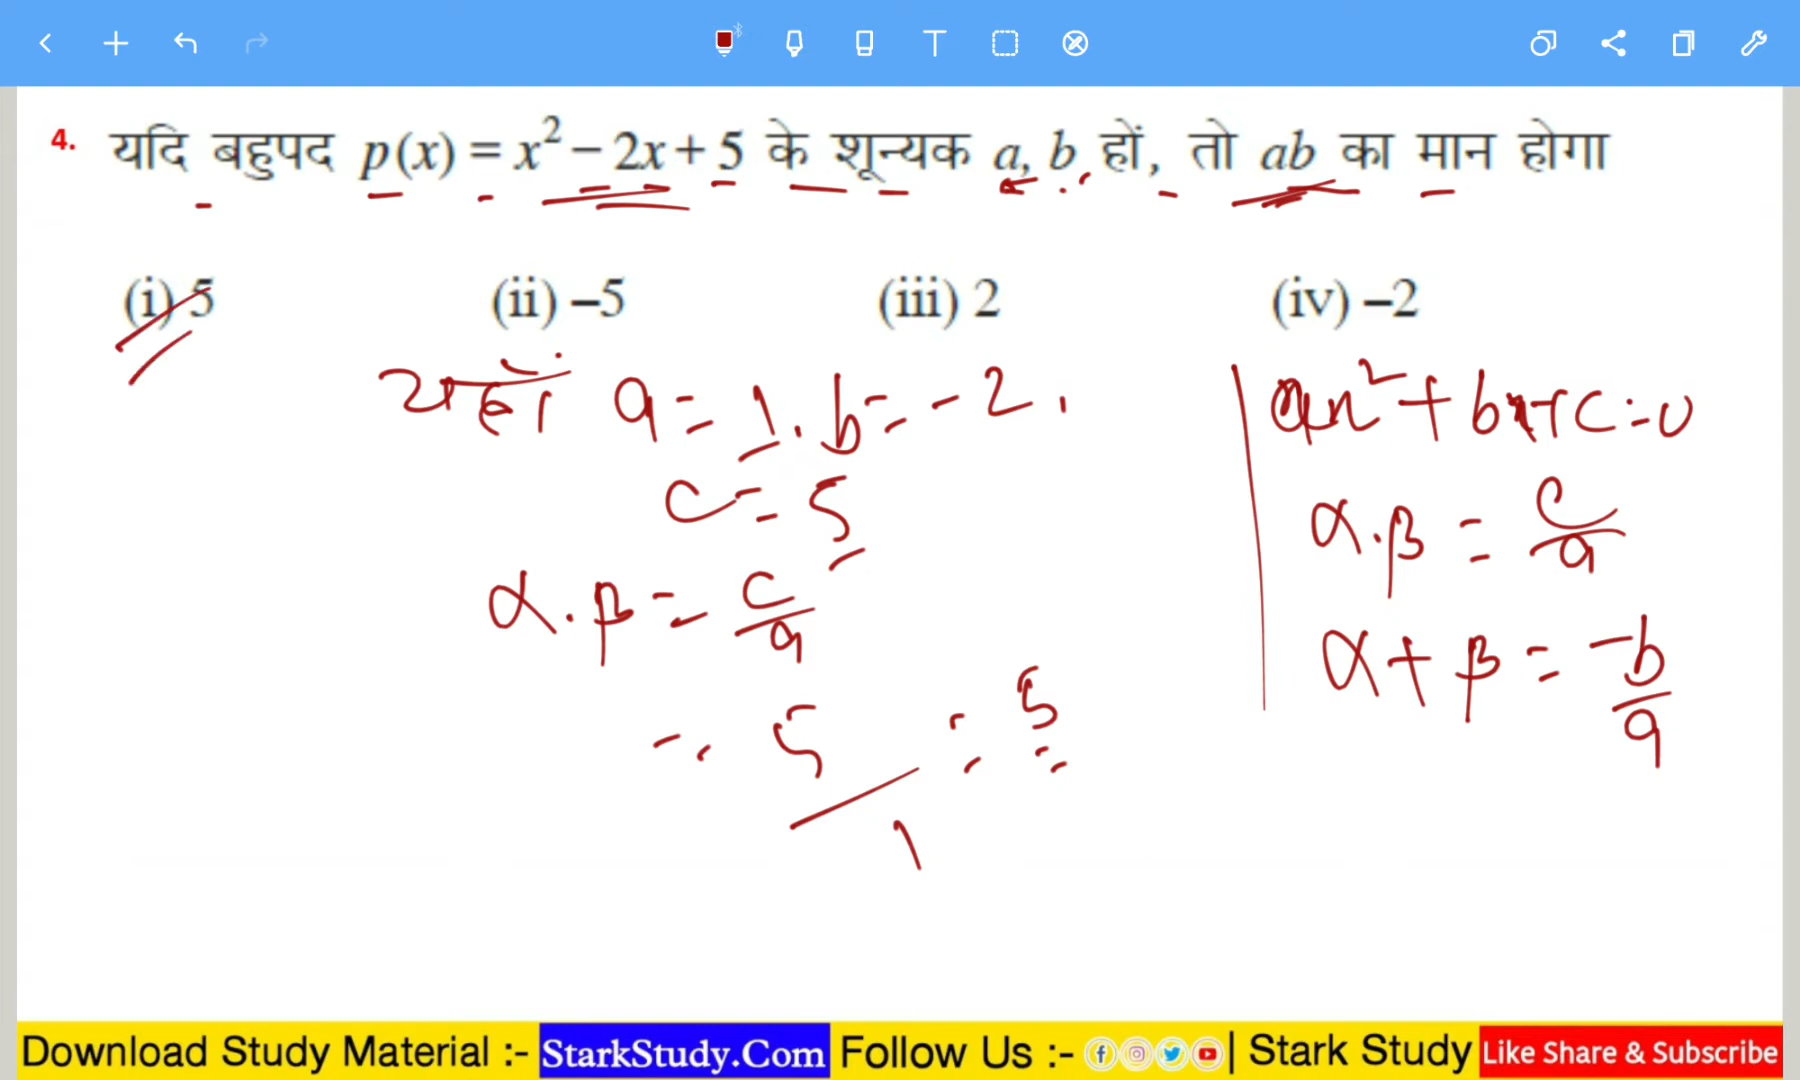 4. यदि बहुपद p(x) = x² − 2x + 5 के शून्यक a, b हों, तो ab का मान होगा
(i) 5 (ii) −5 (iii) 2 (iv) −2
यहाँ a = 1. b = -2,
c = 5
α.β = c/a
= 5/1 = 5
ax² + bx + c = 0
α.β = c/a
α + β = -b/a
Download Study Material :- StarkStudy.Com Follow Us :- | Stark Study Like Share & Subscribe